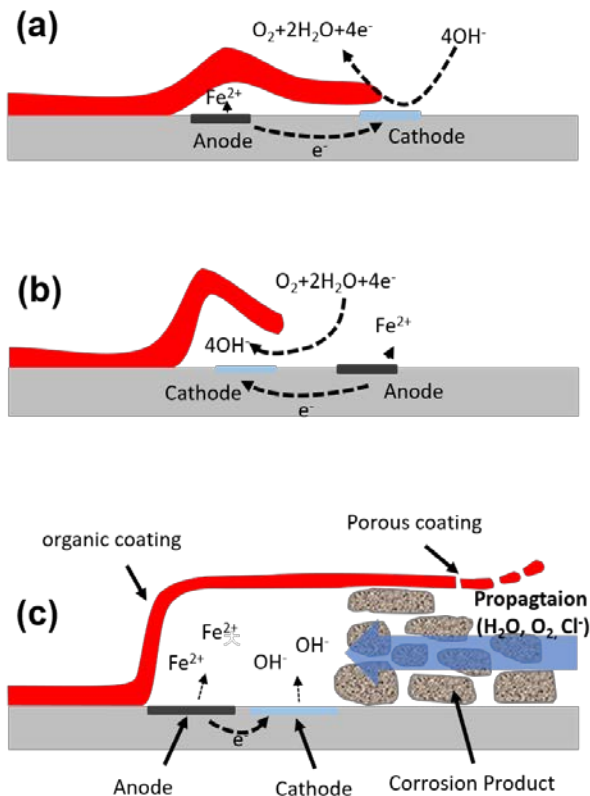 (a)
O₂+2H₂O+4e⁻
4OH⁻
Fe²⁺
Anode
Cathode
e⁻
(b)
O₂+2H₂O+4e⁻
Fe²⁺
4OH⁻
Cathode
Anode
e⁻
Porous coating
organic coating
(c)
Propagtaion
(H₂O, O₂, Cl⁻)
Fe²⁺
Fe²⁺
OH⁻
OH⁻
e⁻
Anode
Cathode
Corrosion Product